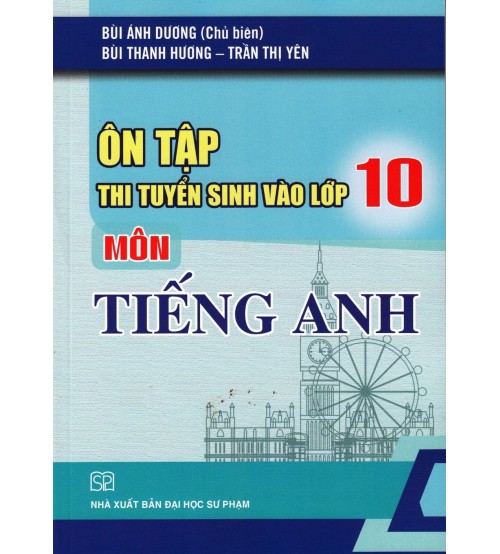 BÙI ÁNH DƯƠNG (Chủ biên)
BÙI THANH HƯƠNG – TRẦN THỊ YÊN
ÔN TẬP
THI TUYỂN SINH VÀO LỚP 10
MÔN
TIẾNG ANH
SP
NHÀ XUẤT BẢN ĐẠI HỌC SƯ PHẠM